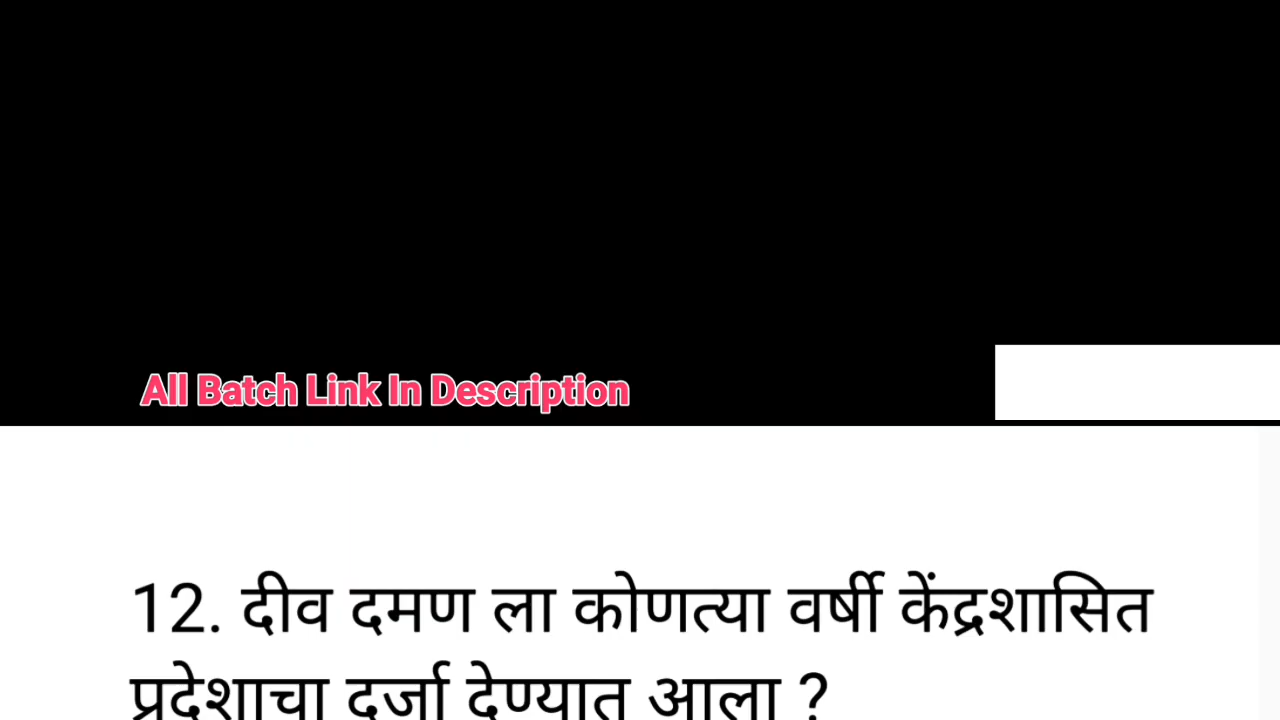 All Batch Link In Description
12. दीव दमण ला कोणत्या वर्षी केंद्रशासित
प्रदेशाचा दर्जा देण्यात आला ?